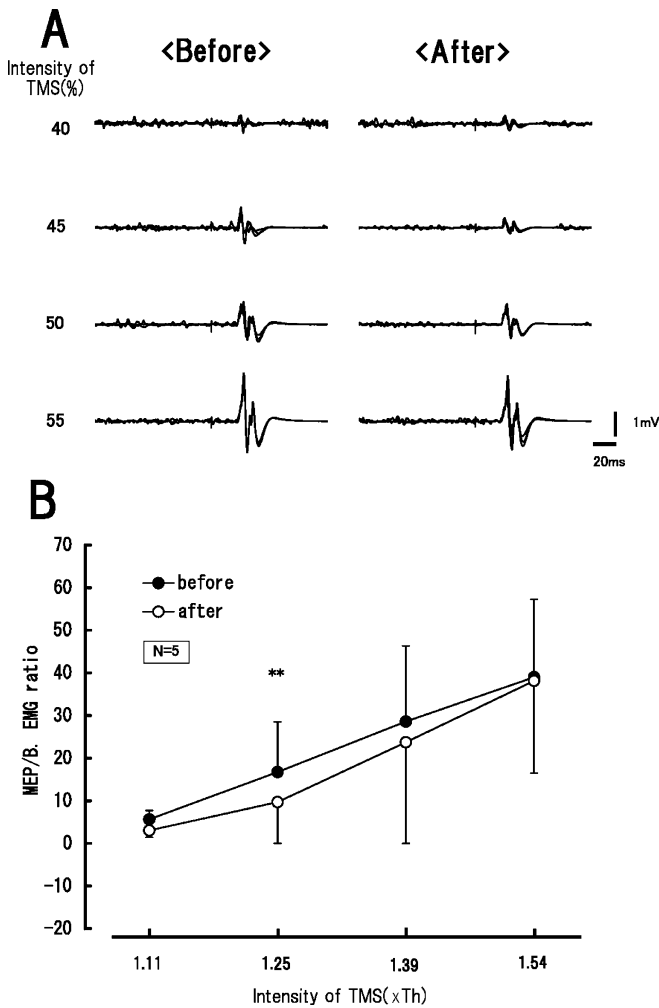 A
<Before>
<After>
Intensity of
TMS(%)
40
45
50
55
1mV
20ms
B
70
60
50
40
30
20
10
0
-10
-20
MEP/B. EMG ratio
before
after
N=5
**
1.11
1.25
1.39
1.54
Intensity of TMS(×Th)